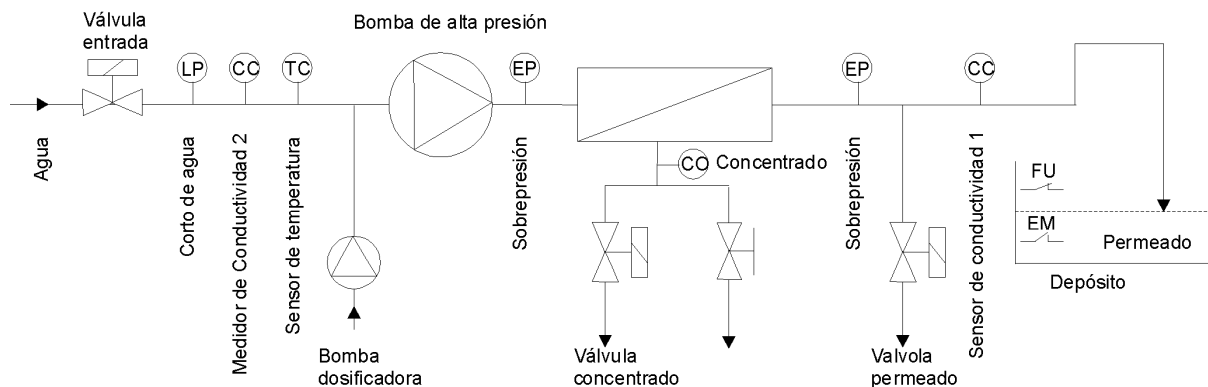 Válvula
entrada
Bomba de alta presión
LP
CC
TC
EP
EP
CC
Agua
Corto de agua
Medidor de Conductividad 2
Sensor de temperatura
Sobrepresión
CO
Concentrado
Sobrepresión
Sensor de conductividad 1
FU
EM
Permeado
Depósito
Bomba
dosificadora
Válvula
concentrado
Valvola
permeado